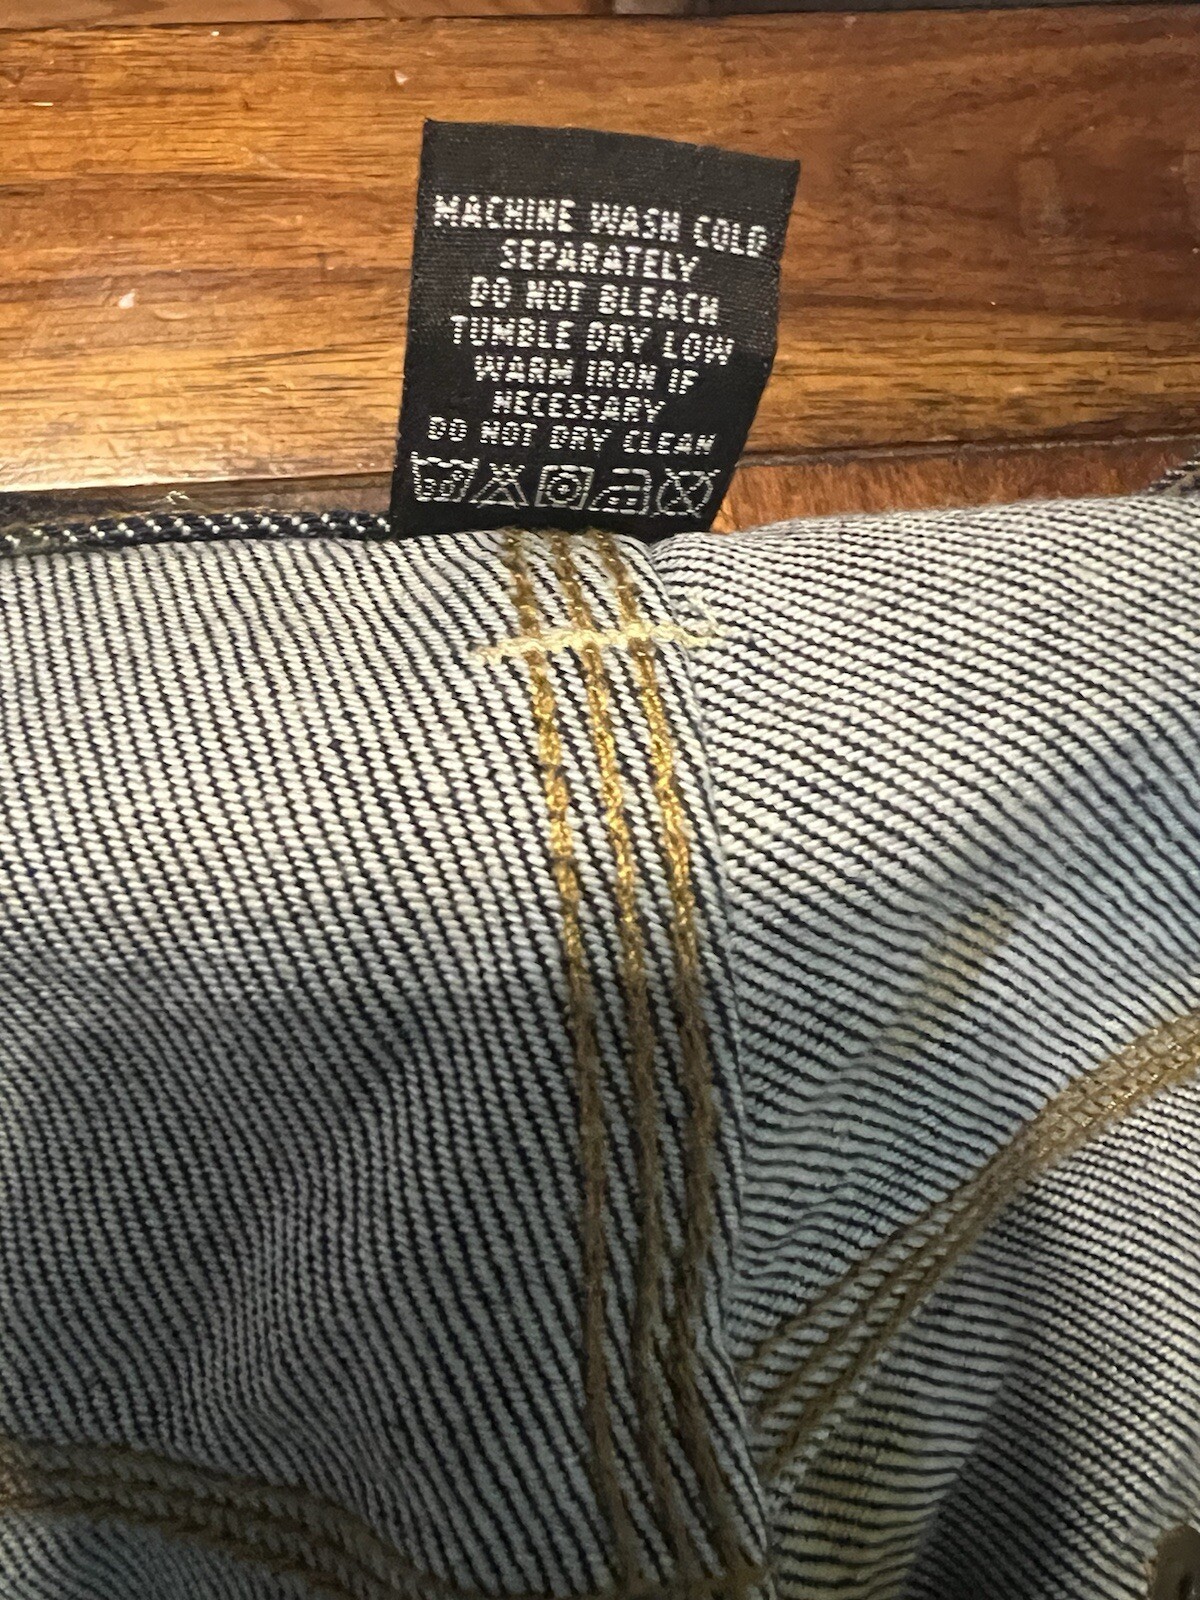 MACHINE WASH COLD
SEPARATELY
DO NOT BLEACH
TUMBLE DRY LOW
WARM IRON IF
NECESSARY
DO NOT DRY CLEAN